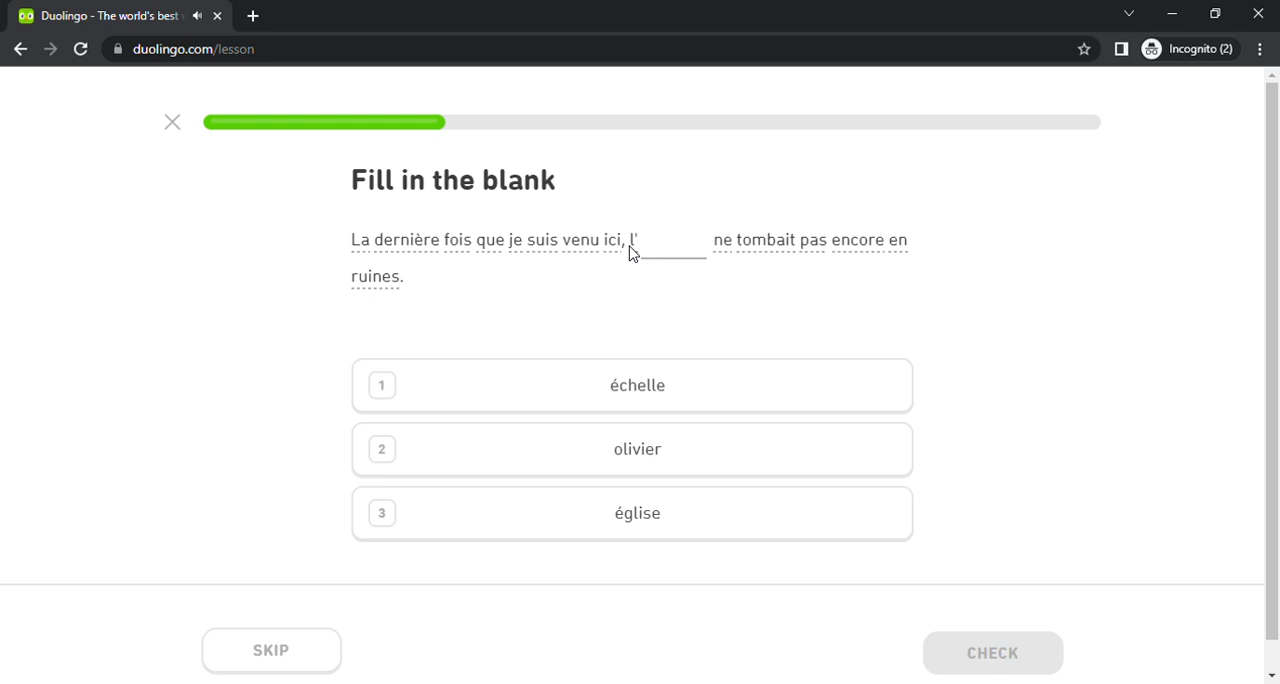 Duolingo - The world's best
duolingo.com/lesson
Incognito (2)
Fill in the blank
La dernière fois que je suis venu ici, l'______ ne tombait pas encore en
ruines.
1 échelle
2 olivier
3 église
SKIP
CHECK